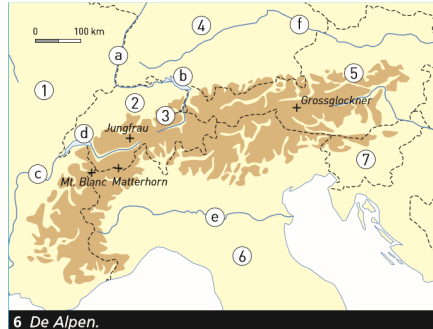 0 100 km
4
f
a
1
b
5
2
Grossglockner
3
Jungfrau
d
7
c
Mt. Blanc Matterhorn
e
6
6 De Alpen.